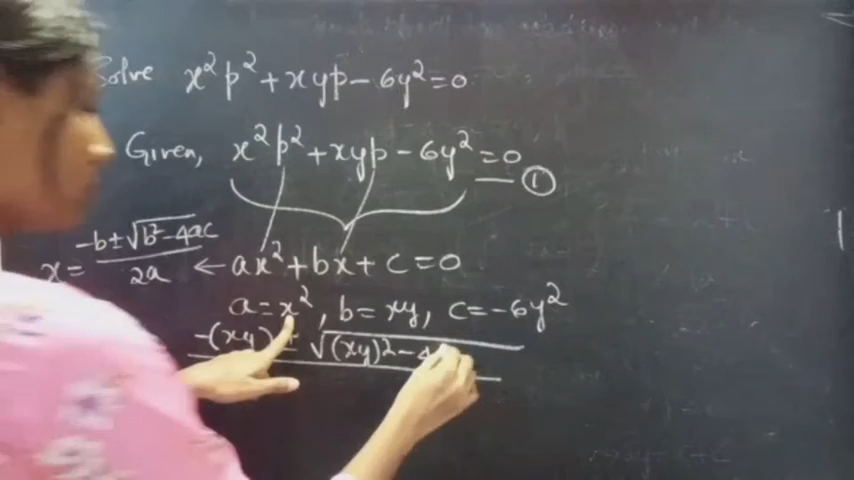 Solve x²p² + xyp - 6y² = 0
Given, x²p² + xyp - 6y² = 0 — ①
x = -b ± √b² - 4ac / 2a ← ax² + bx + c = 0
a = x², b = xy, c = -6y²
-(xy) ± √(xy)² - 4